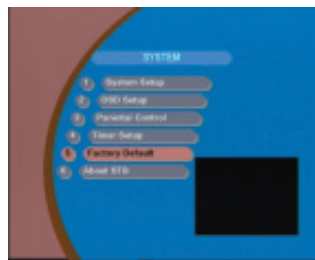 SYSTEM
1 System Setup
2 OSD Setup
3 Parental Control
4 Timer Setup
5 Factory Default
6 About STB